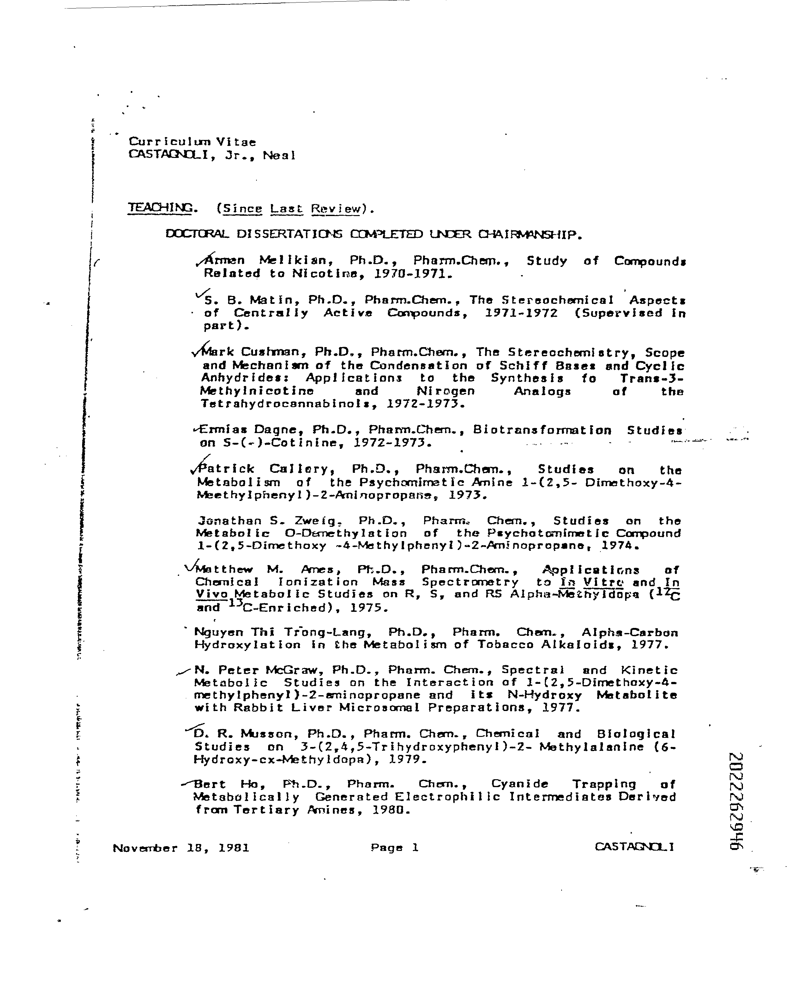 Curriculum Vitae
CASTAGNOLI, Jr., Neal
TEACHING. (Since Last Review).
DOCTORAL DISSERTATIONS COMPLETED UNDER CHAIRMANSHIP.
Armen Melikian, Ph.D., Pharm.Chem., Study of Compounds
Related to Nicotine, 1970-1971.
S. B. Matin, Ph.D., Pharm.Chem., The Stereochemical Aspects
of Centrally Active Compounds, 1971-1972 (Supervised in
part).
Mark Cushman, Ph.D., Pharm.Chem., The Stereochemistry, Scope
and Mechanism of the Condensation of Schiff Bases and Cyclic
Anhydrides: Applications to the Synthesis fo Trans-3-
Methylnicotine and Nirogen Analogs of the
Tetrahydrocannabinols, 1972-1973.
Ermias Dagne, Ph.D., Pharm.Chem., Biotransformation Studies
on S-(-)-Cotinine, 1972-1973.
Patrick Callery, Ph.D., Pharm.Chem., Studies on the
Metabolism of the Psychomimetic Amine 1-(2,5- Dimethoxy-4-
Meethylphenyl)-2-Aminopropane, 1973.
Jonathan S. Zweig, Ph.D., Pharm. Chem., Studies on the
Metabolic O-Demethylation of the Psychotomimetic Compound
1-(2,5-Dimethoxy -4-Methylphenyl)-2-Aminopropane, 1974.
Matthew M. Ames, Ph.D., Pharm.Chem., Applications of
Chemical Ionization Mass Spectrometry to In Vitro and In
Vivo Metabolic Studies on R, S, and RS Alpha-Methyldopa (12C
and 13C-Enriched), 1975.
Nguyen Thi Trong-Lang, Ph.D., Pharm. Chem., Alpha-Carbon
Hydroxylation in the Metabolism of Tobacco Alkaloids, 1977.
N. Peter McGraw, Ph.D., Pharm. Chem., Spectral and Kinetic
Metabolic Studies on the Interaction of 1-(2,5-Dimethoxy-4-
methylphenyl)-2-aminopropane and its N-Hydroxy Metabolite
with Rabbit Liver Microsomal Preparations, 1977.
D. R. Musson, Ph.D., Pharm. Chem., Chemical and Biological
Studies on 3-(2,4,5-Trihydroxyphenyl)-2- Methylalanine (6-
Hydroxy-cx-Methyldopa), 1979.
Bert Ho, Ph.D., Pharm. Chem., Cyanide Trapping of
Metabolically Generated Electrophilic Intermediates Derived
from Tertiary Amines, 1980.
November 18, 1981 Page 1 CASTAGNOLI
2022262946